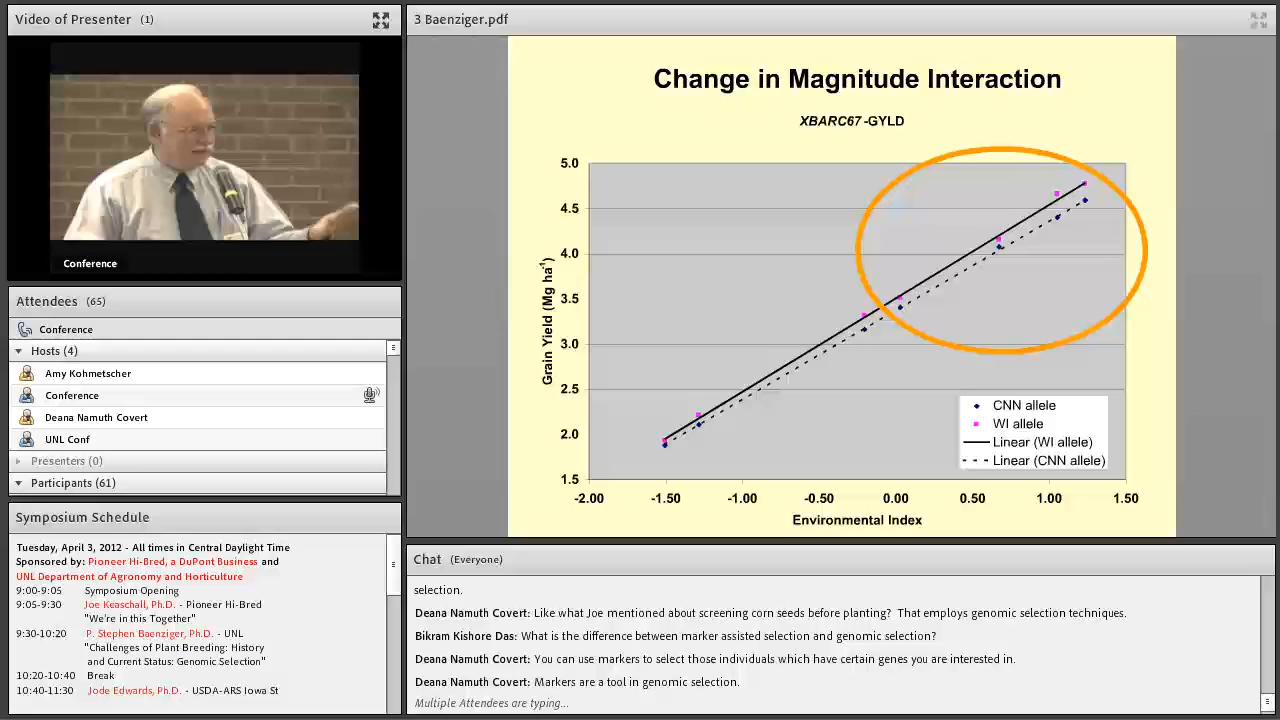 Video of Presenter (1)
Conference
Attendees (65)
Conference
Hosts (4)
Amy Kohmetscher
Conference
Deana Namuth Covert
UNL Conf
Presenters (0)
Participants (61)
Symposium Schedule
Tuesday, April 3, 2012 - All times in Central Daylight Time
Sponsored by: Pioneer Hi-Bred, a DuPont Business and
UNL Department of Agronomy and Horticulture
9:00-9:05 Symposium Opening
9:05-9:30 Joe Keaschall, Ph.D. - Pioneer Hi-Bred
"We're in this Together"
9:30-10:20 P. Stephen Baenziger, Ph.D. - UNL
"Challenges of Plant Breeding: History
and Current Status: Genomic Selection"
10:20-10:40 Break
10:40-11:30 Jode Edwards, Ph.D. - USDA-ARS Iowa St
3 Baenziger.pdf
Change in Magnitude Interaction
XBARC67-GYLD
Grain Yield (Mg ha-1)
5.0
4.5
4.0
3.5
3.0
2.5
2.0
1.5
-2.00 -1.50 -1.00 -0.50 0.00 0.50 1.00 1.50
Environmental Index
CNN allele
WI allele
Linear (WI allele)
Linear (CNN allele)
Chat (Everyone)
selection.
Deana Namuth Covert: Like what Joe mentioned about screening corn seeds before planting? That employs genomic selection techniques.
Bikram Kishore Das: What is the difference between marker assisted selection and genomic selection?
Deana Namuth Covert: You can use markers to select those individuals which have certain genes you are interested in.
Deana Namuth Covert: Markers are a tool in genomic selection.
Multiple Attendees are typing...